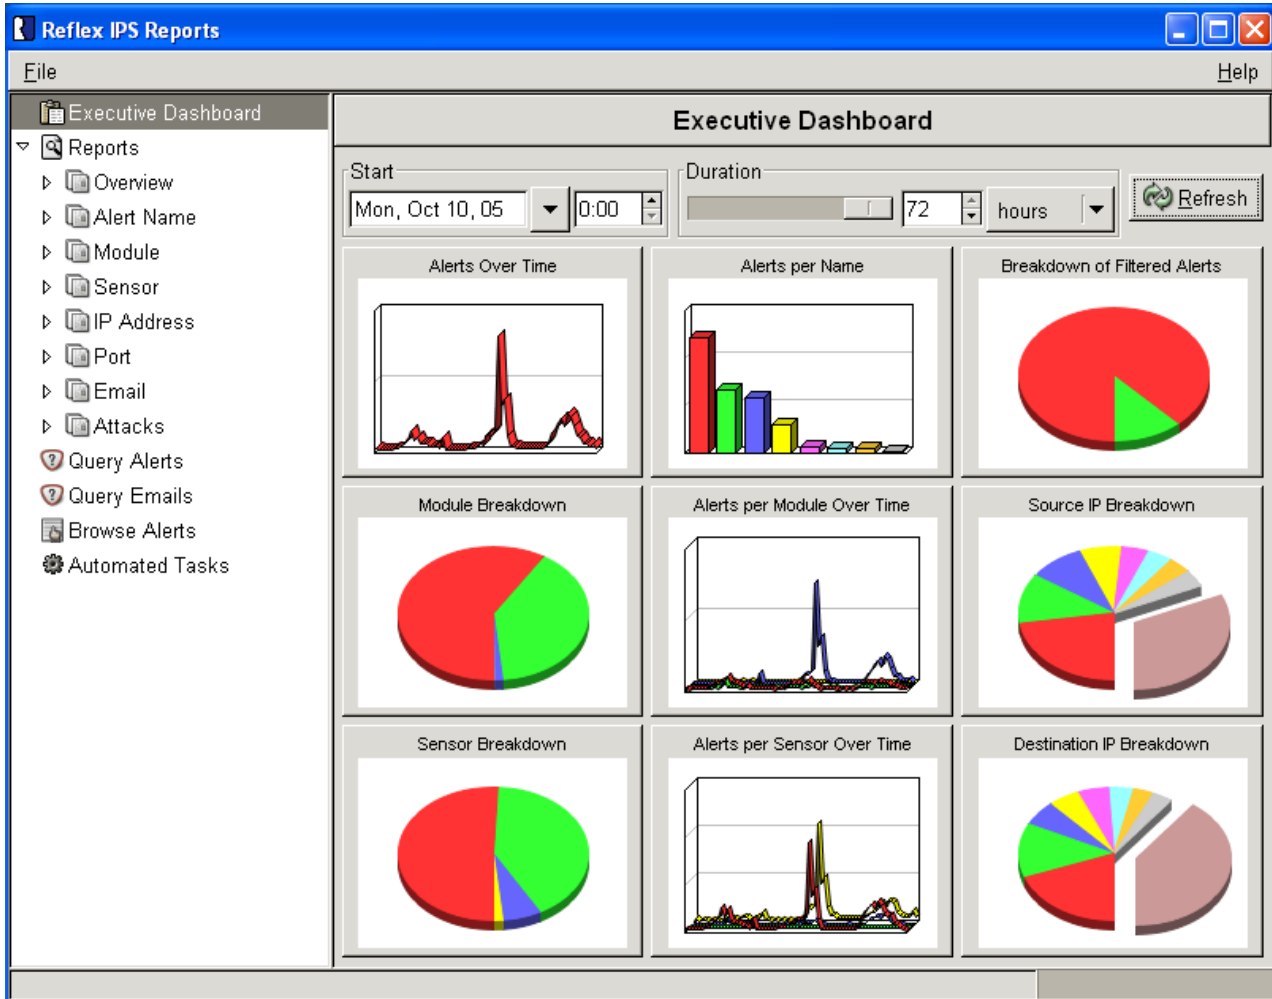 Reflex IPS Reports
File
Help
Executive Dashboard
Reports
Overview
Alert Name
Module
Sensor
IP Address
Port
Email
Attacks
Query Alerts
Query Emails
Browse Alerts
Automated Tasks
Executive Dashboard
Start
Mon, Oct 10, 05
0:00
Duration
72
hours
Refresh
Alerts Over Time
Alerts per Name
Breakdown of Filtered Alerts
Module Breakdown
Alerts per Module Over Time
Source IP Breakdown
Sensor Breakdown
Alerts per Sensor Over Time
Destination IP Breakdown